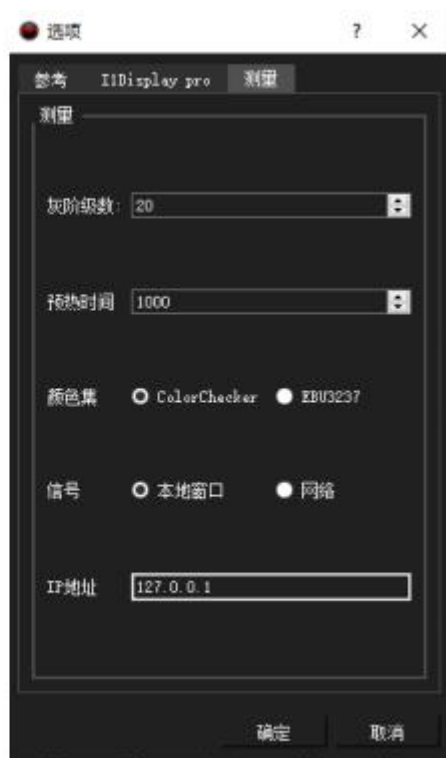 选项
参考 I1Display pro 测量
测量
灰阶级数: 20
预热时间 1000
颜色集 ColorChecker EBU3237
信号 本地窗口 网络
IP地址 127.0.0.1
确定 取消